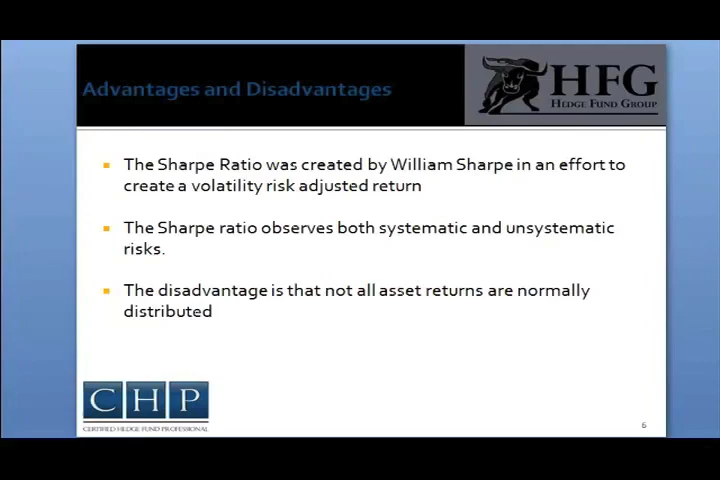 Advantages and Disadvantages
HFG
HEDGE FUND GROUP
The Sharpe Ratio was created by William Sharpe in an effort to
create a volatility risk adjusted return
The Sharpe ratio observes both systematic and unsystematic
risks.
The disadvantage is that not all asset returns are normally
distributed
CHP
CERTIFIED HEDGE FUND PROFESSIONAL
6